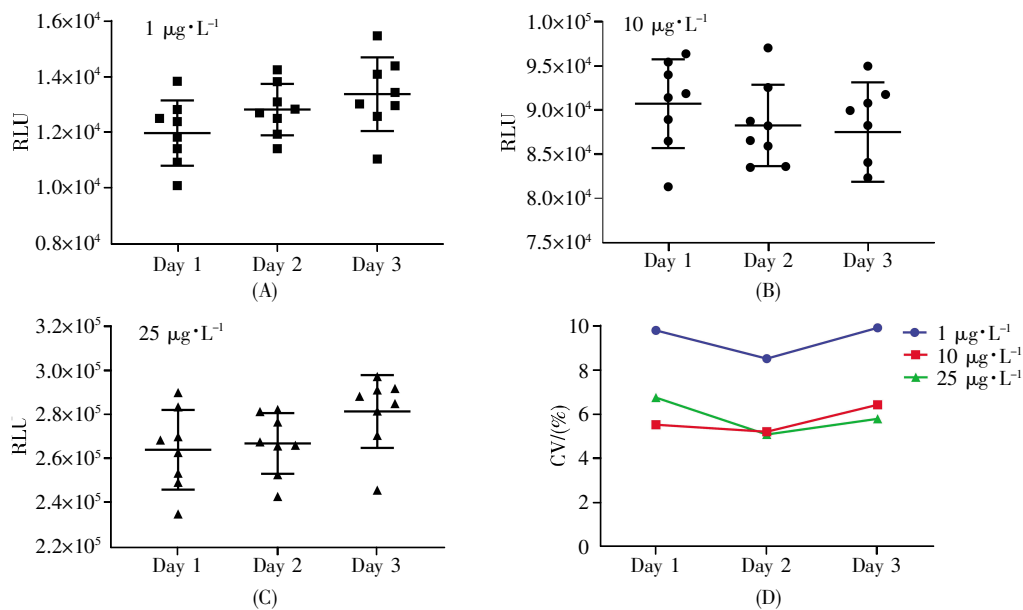 1 μg·L⁻¹
RLU
1.6×10⁴
1.4×10⁴
1.2×10⁴
1.0×10⁴
0.8×10⁴
Day 1 Day 2 Day 3
(A)
10 μg·L⁻¹
RLU
1.0×10⁵
9.5×10⁴
9.0×10⁴
8.5×10⁴
8.0×10⁴
7.5×10⁴
Day 1 Day 2 Day 3
(B)
25 μg·L⁻¹
RLU
3.2×10⁵
3.0×10⁵
2.8×10⁵
2.6×10⁵
2.4×10⁵
2.2×10⁵
Day 1 Day 2 Day 3
(C)
CV/(%)
10
8
6
4
2
0
Day 1 Day 2 Day 3
1 μg·L⁻¹
10 μg·L⁻¹
25 μg·L⁻¹
(D)